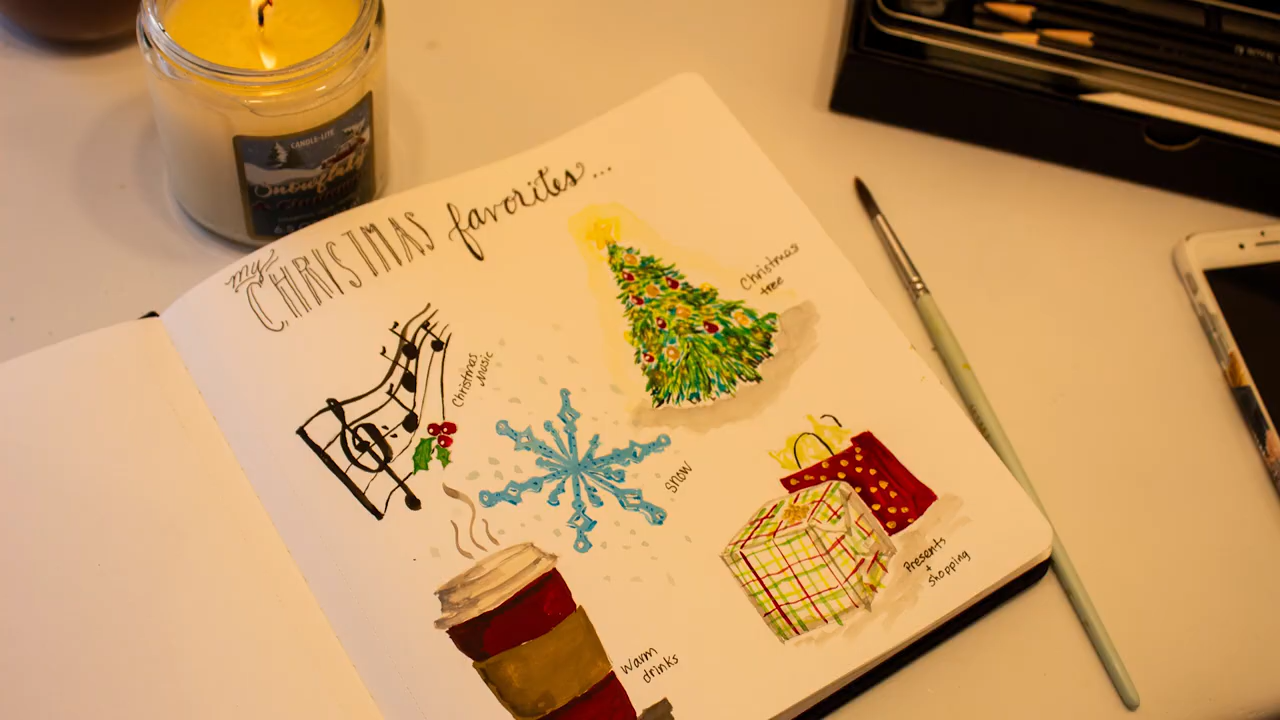 CANDLE-LITE
Snowflake
my CHRISTMAS favorites...
Christmas
tree
Christmas
Music
snow
Presents
+
shopping
warm
drinks